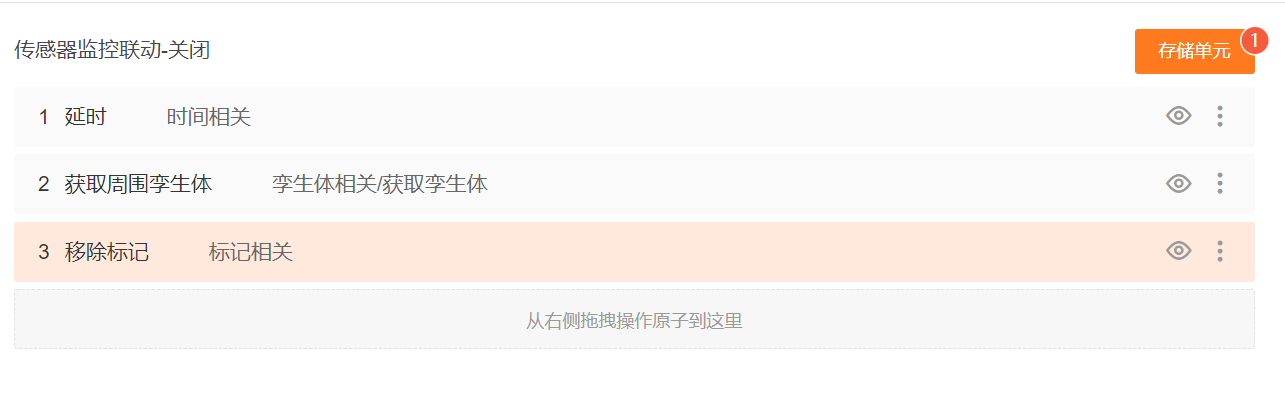 传感器监控联动-关闭
存储单元 1
1 延时 时间相关
2 获取周围孪生体 孪生体相关/获取孪生体
3 移除标记 标记相关
从右侧拖拽操作原子到这里